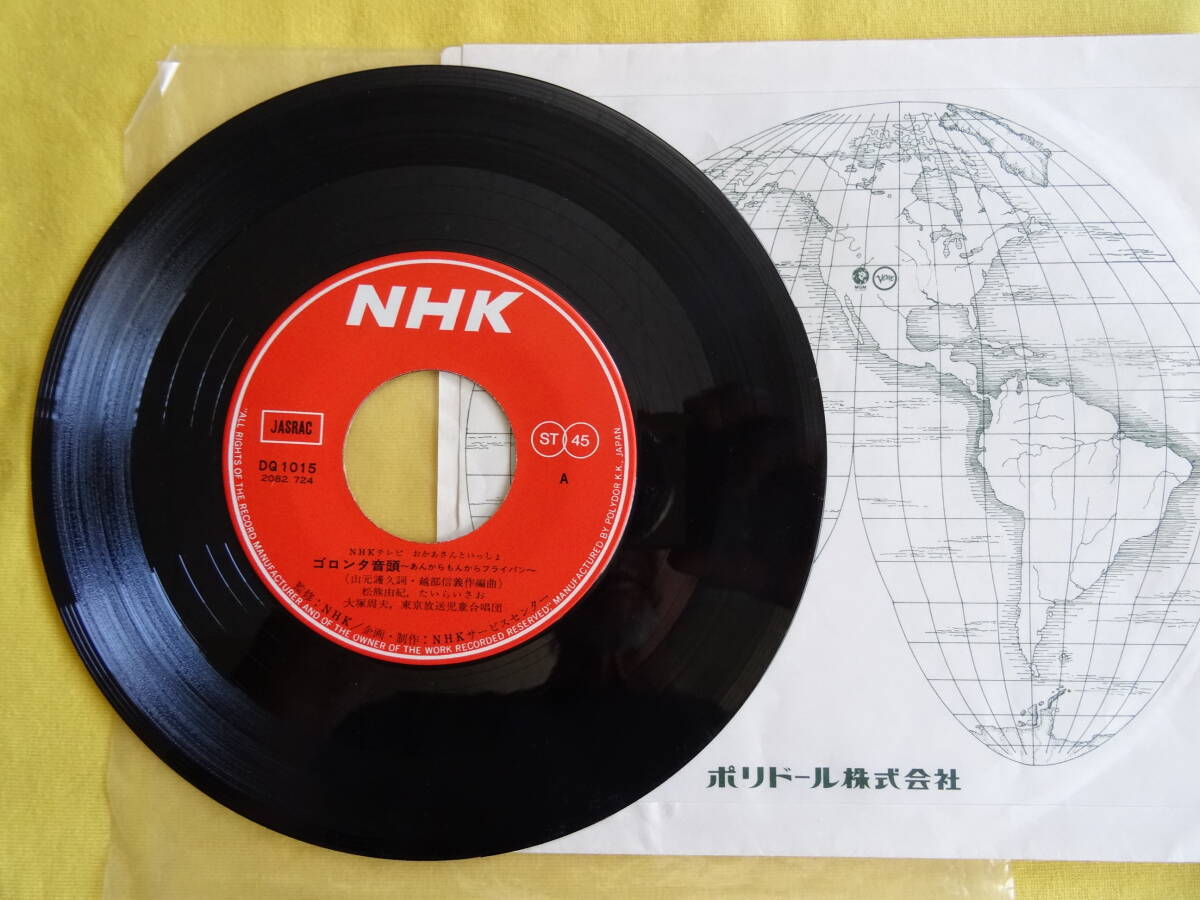 NHK
JASRAC
DQ 1015
2082 724
ST 45
A
NHKテレビ おかあさんといっしょ
ゴロンタ音頭〜あんからもんからフライパン〜
(山元護久詞・越部信義作編曲)
松熊由紀, たいらいさお
大塚周夫, 東京放送児童合唱団
監修・NHK/企画・制作:NHKサービスセンター
"ALL RIGHTS OF THE RECORD MANUFACTURER AND OF THE OWNER OF THE WORK RECORDED RESERVED" MANUFACTURED BY POLYDOR K.K., JAPAN
MGM
Verve
ポリドール株式会社